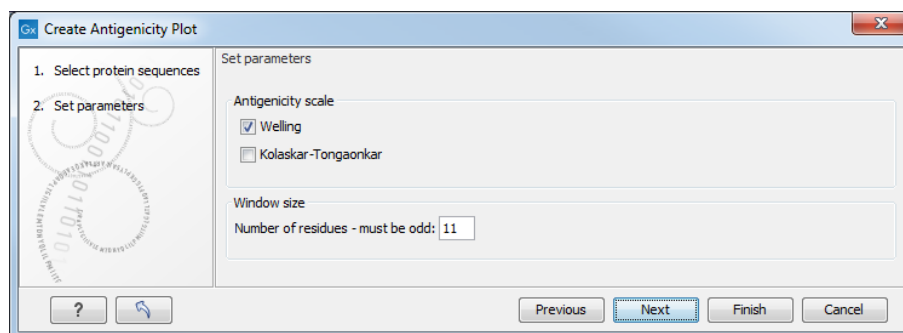 Gx Create Antigenicity Plot
1. Select protein sequences
2. Set parameters
Set parameters
Antigenicity scale
Welling
Kolaskar-Tongaonkar
Window size
Number of residues - must be odd: 11
?
Previous
Next
Finish
Cancel